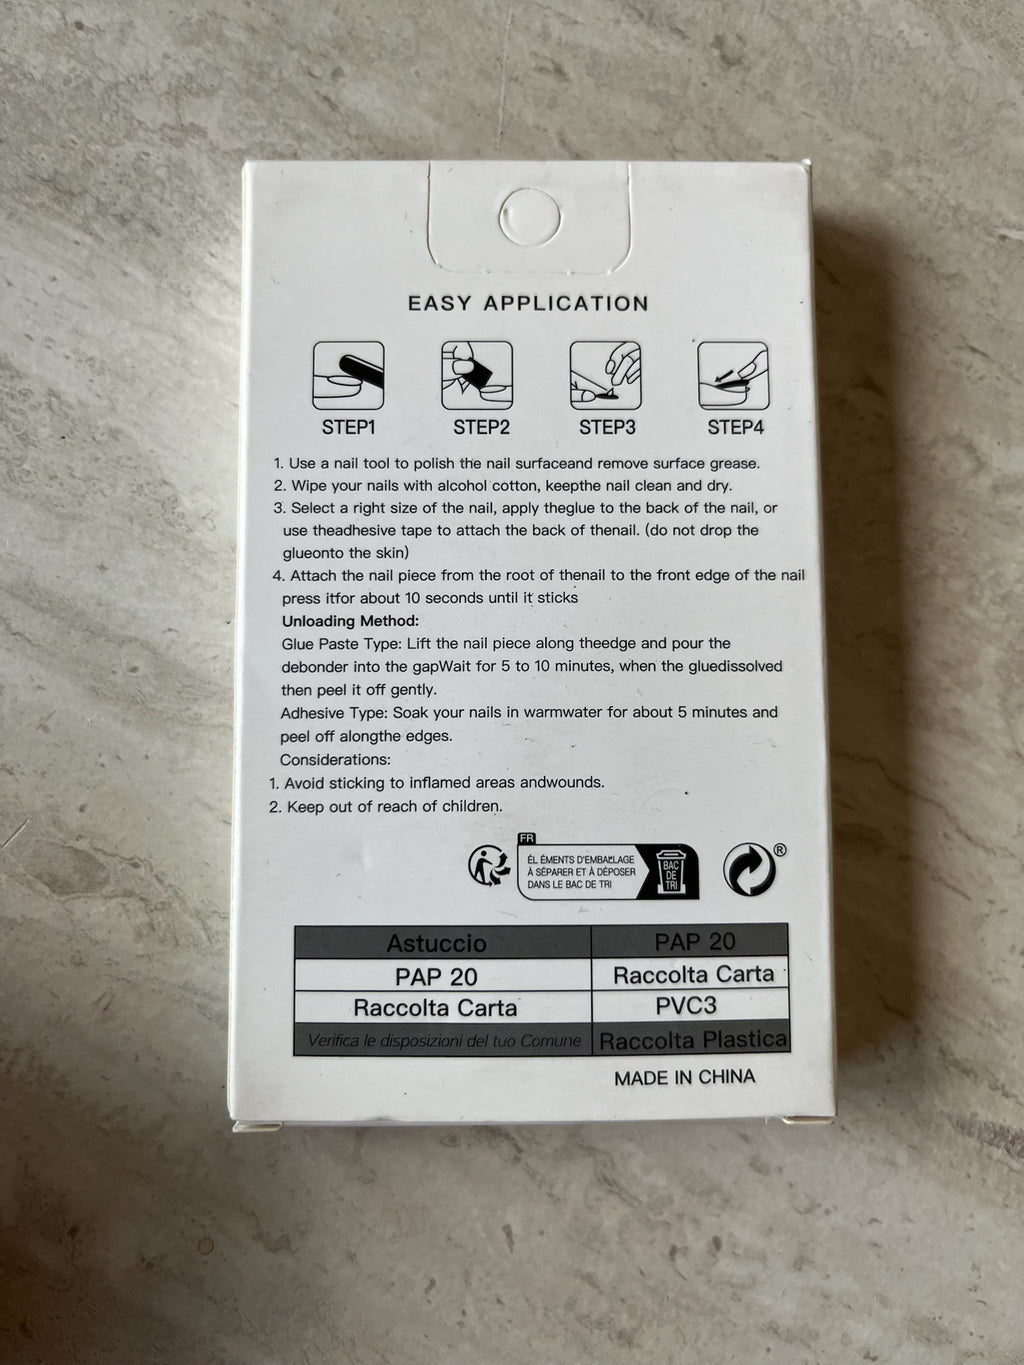 EASY APPLICATION
STEP1 STEP2 STEP3 STEP4
1. Use a nail tool to polish the nail surfaceand remove surface grease.
2. Wipe your nails with alcohol cotton, keepthe nail clean and dry.
3. Select a right size of the nail, apply theglue to the back of the nail, or
use theadhesive tape to attach the back of thenail. (do not drop the
glueonto the skin)
4. Attach the nail piece from the root of thenail to the front edge of the nail
press itfor about 10 seconds until it sticks
Unloading Method:
Glue Paste Type: Lift the nail piece along theedge and pour the
debonder into the gapWait for 5 to 10 minutes, when the gluedissolved
then peel it off gently.
Adhesive Type: Soak your nails in warmwater for about 5 minutes and
peel off alongthe edges.
Considerations:
1. Avoid sticking to inflamed areas andwounds.
2. Keep out of reach of children.
FR
ÉL ÉMENTS D'EMBALLAGE
À SÉPARER ET À DÉPOSER
DANS LE BAC DE TRI
BAC
DE
TRI
®
Astuccio PAP 20
PAP 20 Raccolta Carta
Raccolta Carta PVC3
Verifica le disposizioni del tuo Comune Raccolta Plastica
MADE IN CHINA